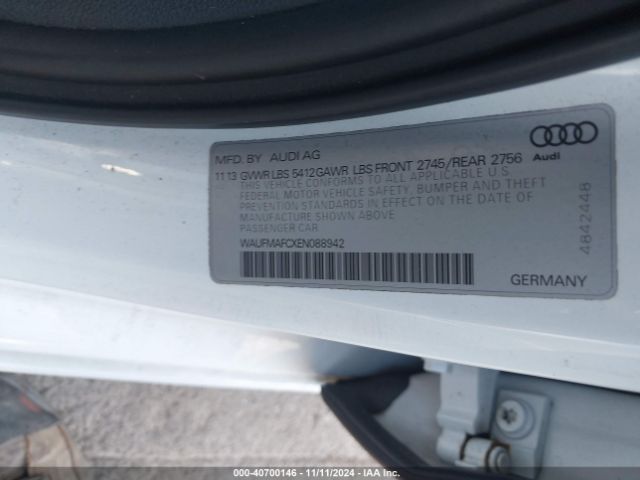 MFD. BY AUDI AG
11 13 GVWR LBS 5412 GAWR LBS FRONT 2745/REAR 2756
THIS VEHICLE CONFORMS TO ALL APPLICABLE U.S.
FEDERAL MOTOR VEHICLE SAFETY, BUMPER AND THEFT
PREVENTION STANDARDS IN EFFECT ON THE DATE OF
MANUFACTURE SHOWN ABOVE
PASSENGER CAR
WAUFMAFCXEN088942
GERMANY
Audi
4842448
000-40700146 - 11/11/2024 - IAA Inc.